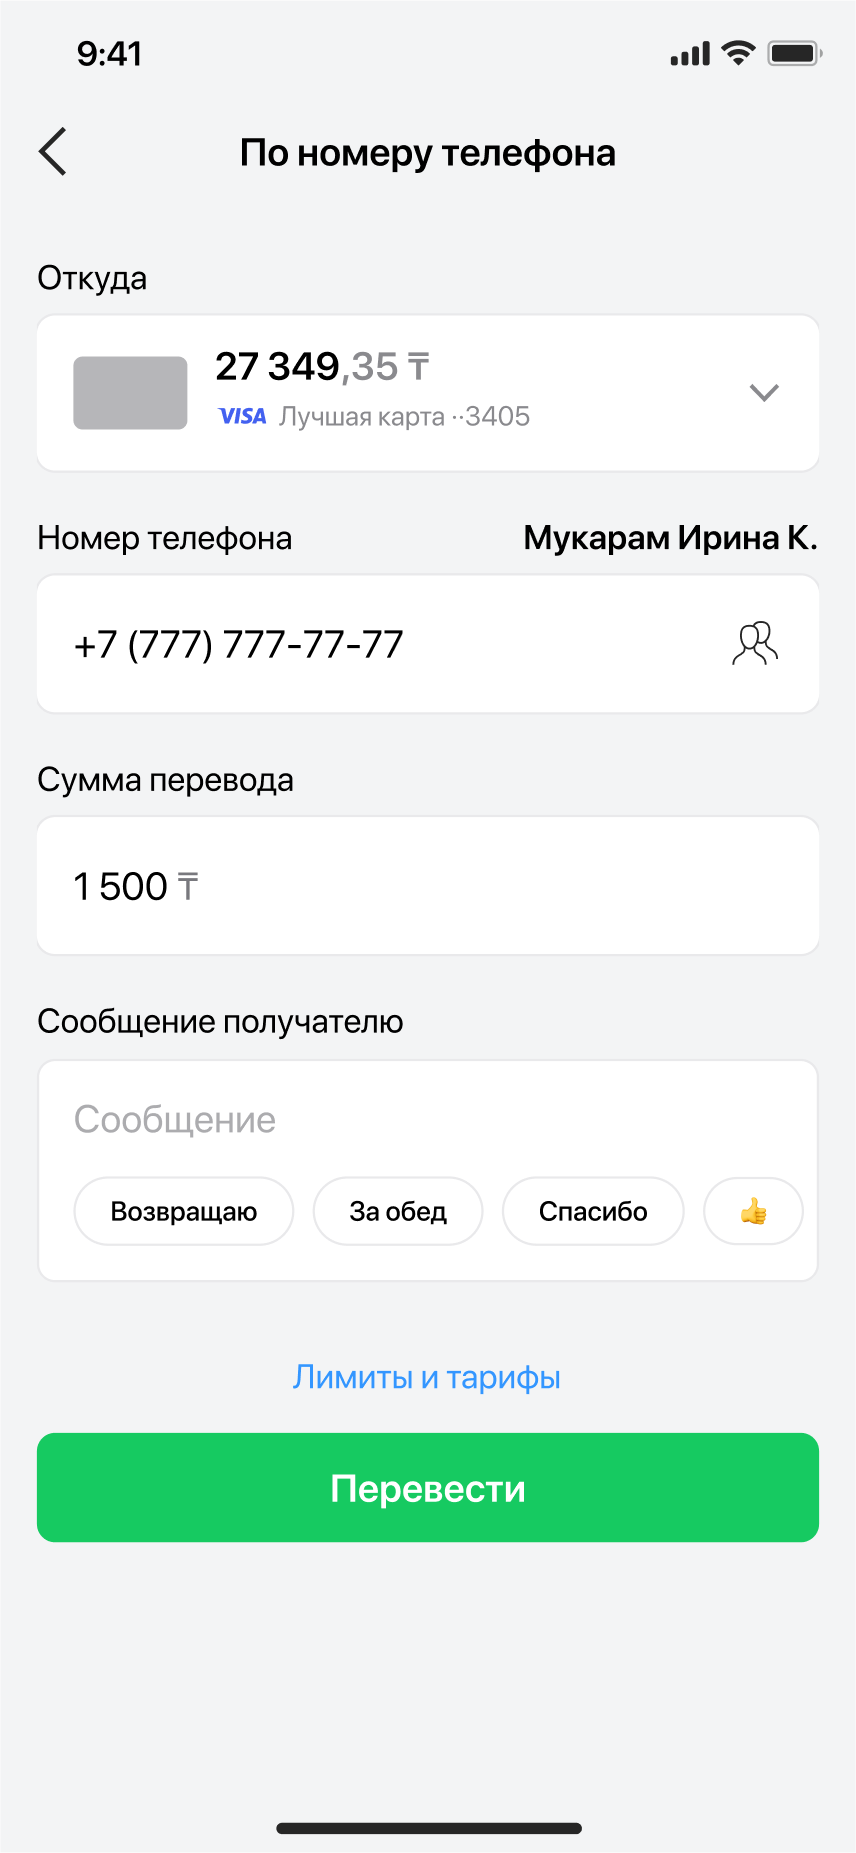 9:41
По номеру телефона
Откуда
27 349,35 ₸
VISA Лучшая карта ··3405
Номер телефона Мукарам Ирина К.
+7 (777) 777-77-77
Сумма перевода
1 500 ₸
Сообщение получателю
Сообщение
Возвращаю За обед Спасибо 👍
Лимиты и тарифы
Перевести